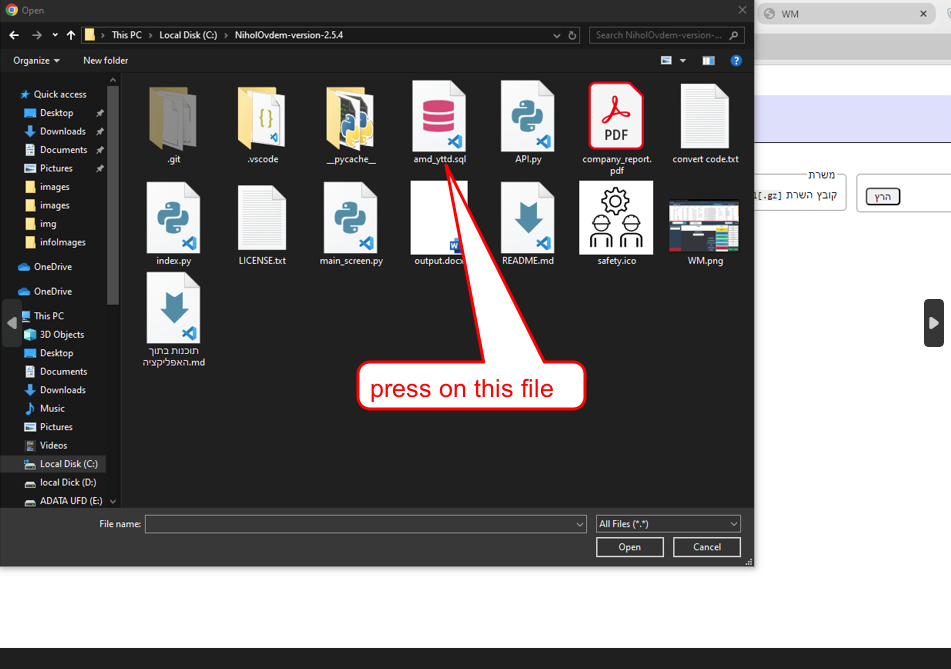 Open
WM
This PC
Local Disk (C:)
NiholOvdem-version-2.5.4
Search NiholOvdem-version-...
Organize
New folder
Quick access
Desktop
Downloads
Documents
Pictures
images
images
img
infoImages
OneDrive
OneDrive
This PC
3D Objects
Desktop
Documents
Downloads
Music
Pictures
Videos
Local Disk (C:)
local Dick (D:)
ADATA UFD (E:)
.git
.vscode
__pycache__
amd_yttd.sql
API.py
PDF
company_report.
pdf
convert code.txt
index.py
LICENSE.txt
main_screen.py
output.docx
README.md
safety.ico
WM.png
תוכנות בתוך
האפליקציה.md
press on this file
משרת
קובץ השרת [.gz]
הרץ
File name:
All Files (*.*)
Open
Cancel